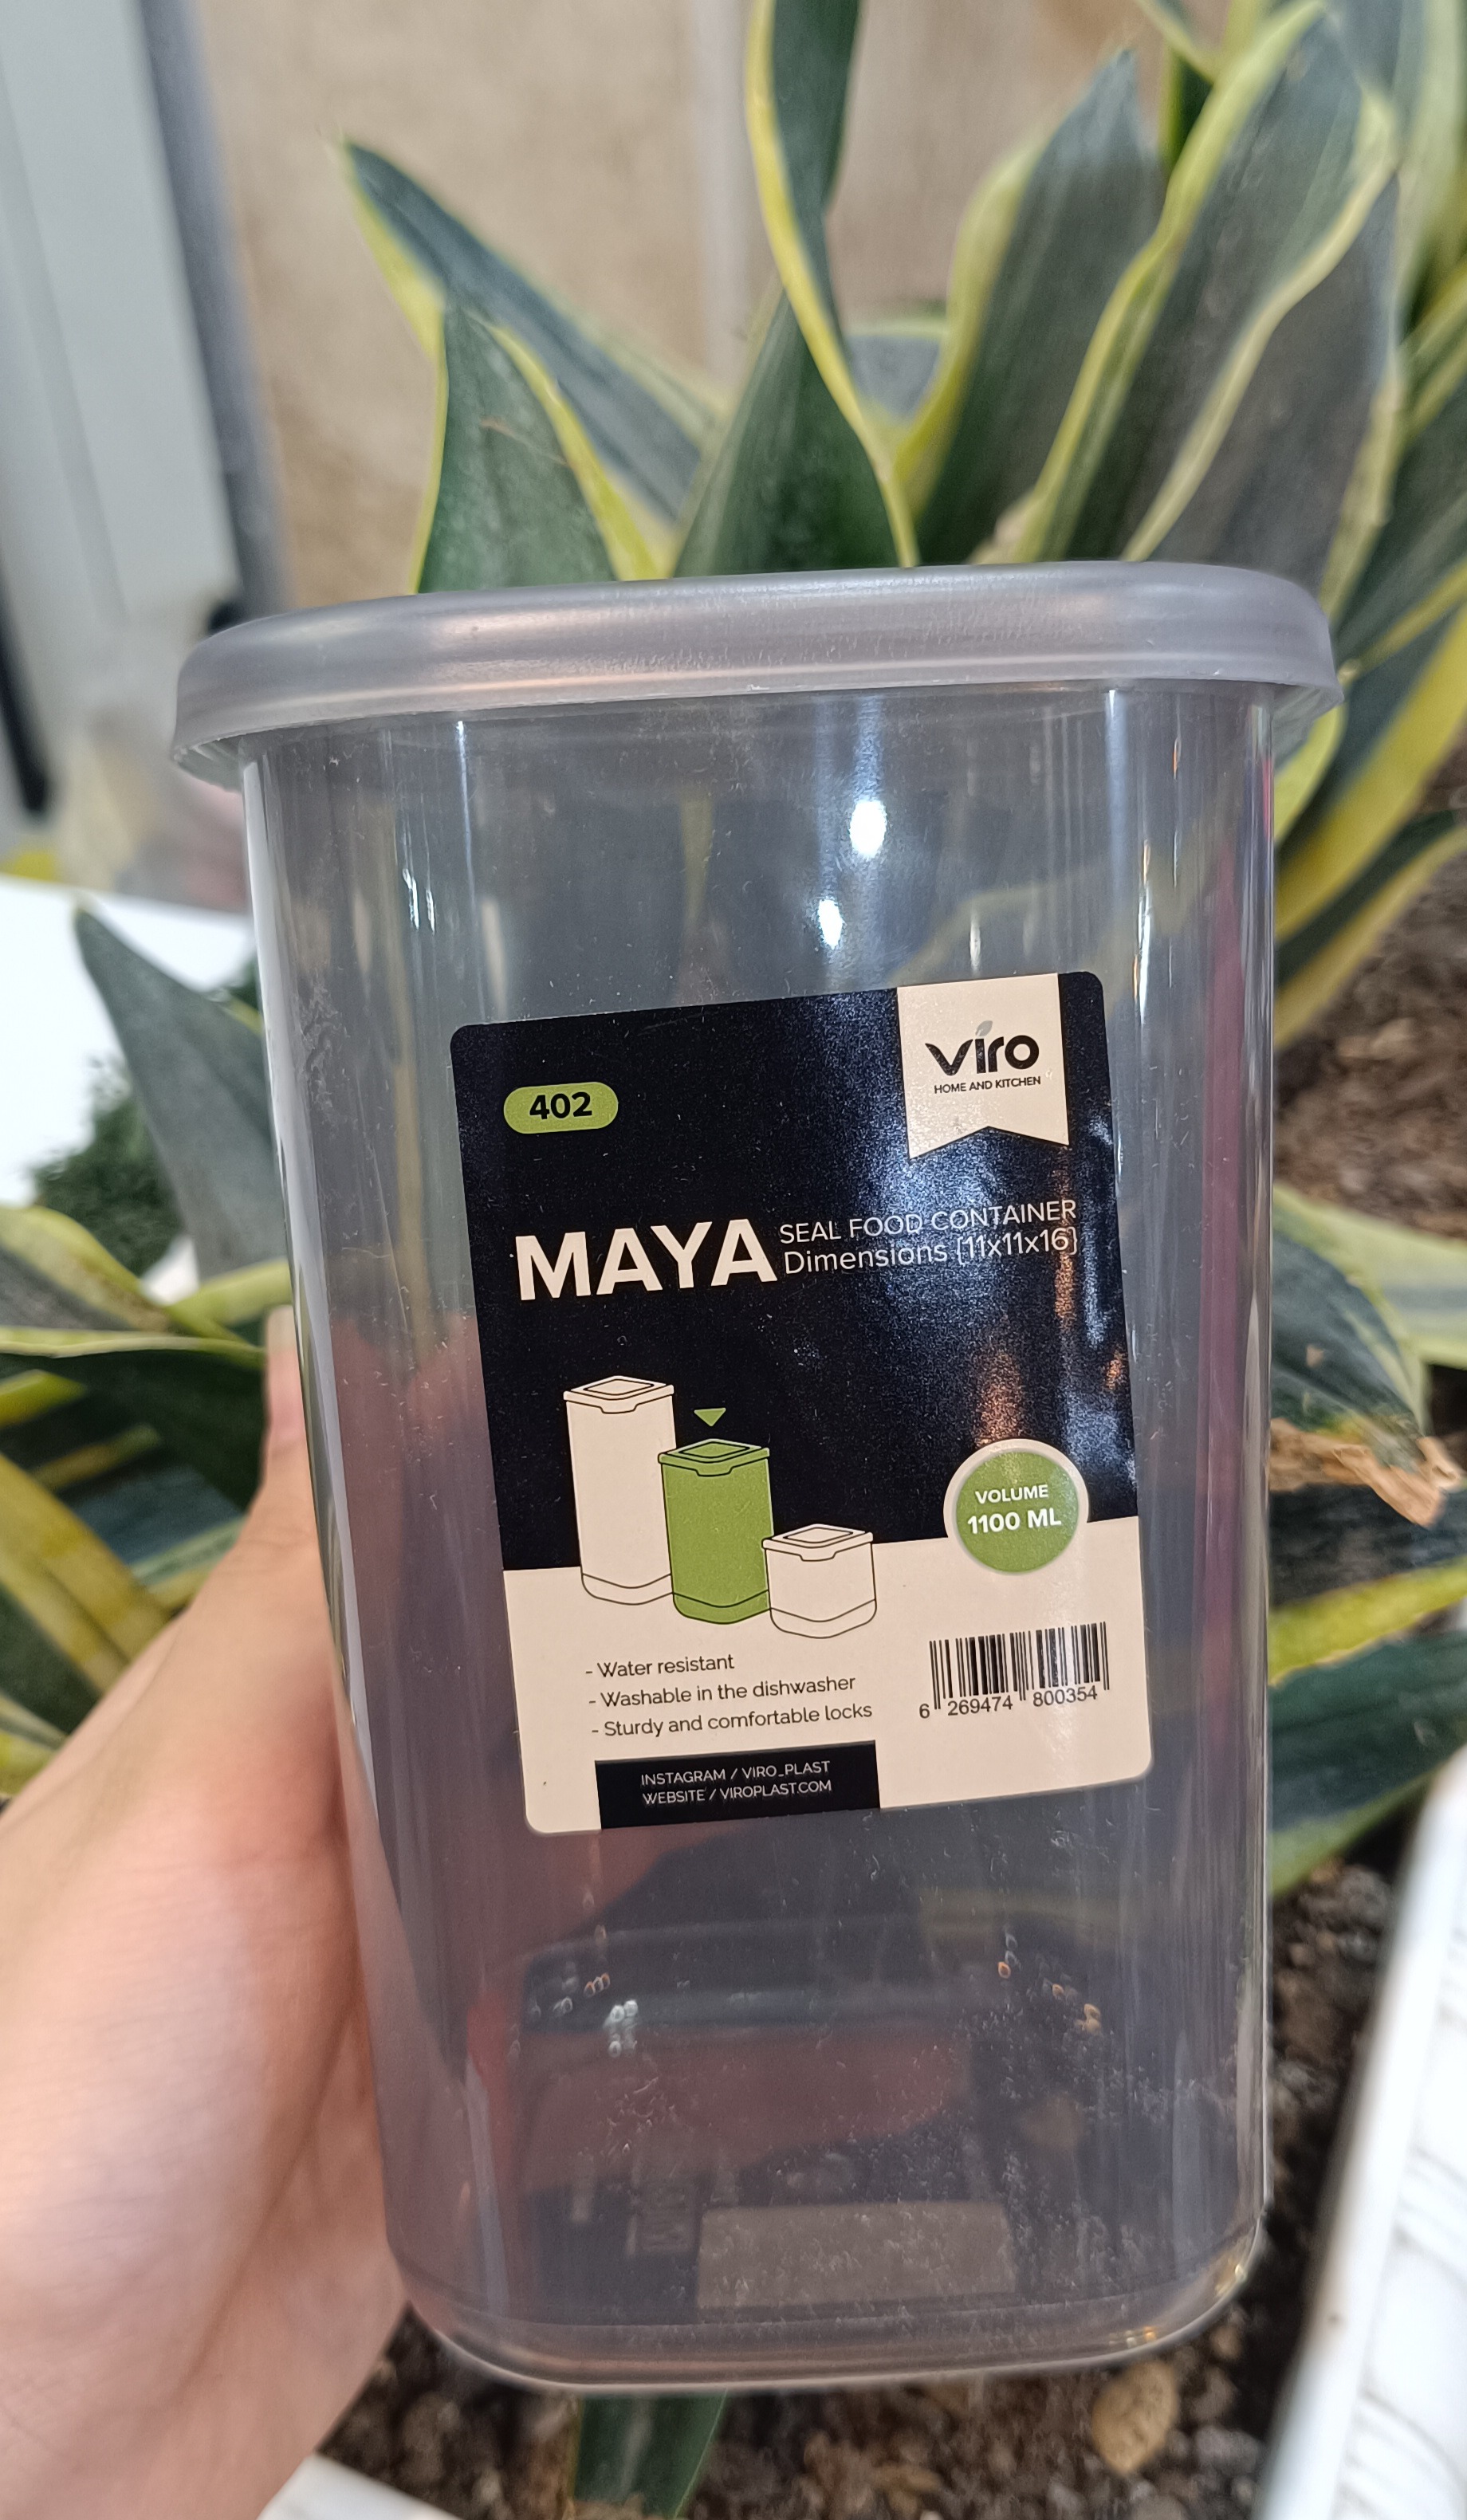 viro
HOME AND KITCHEN
402
MAYA
SEAL FOOD CONTAINER
Dimensions [11x11x16]
VOLUME
1100 ML
- Water resistant
- Washable in the dishwasher
- Sturdy and comfortable locks
6 269474 800354
INSTAGRAM / VIRO_PLAST
WEBSITE / VIROPLAST.COM